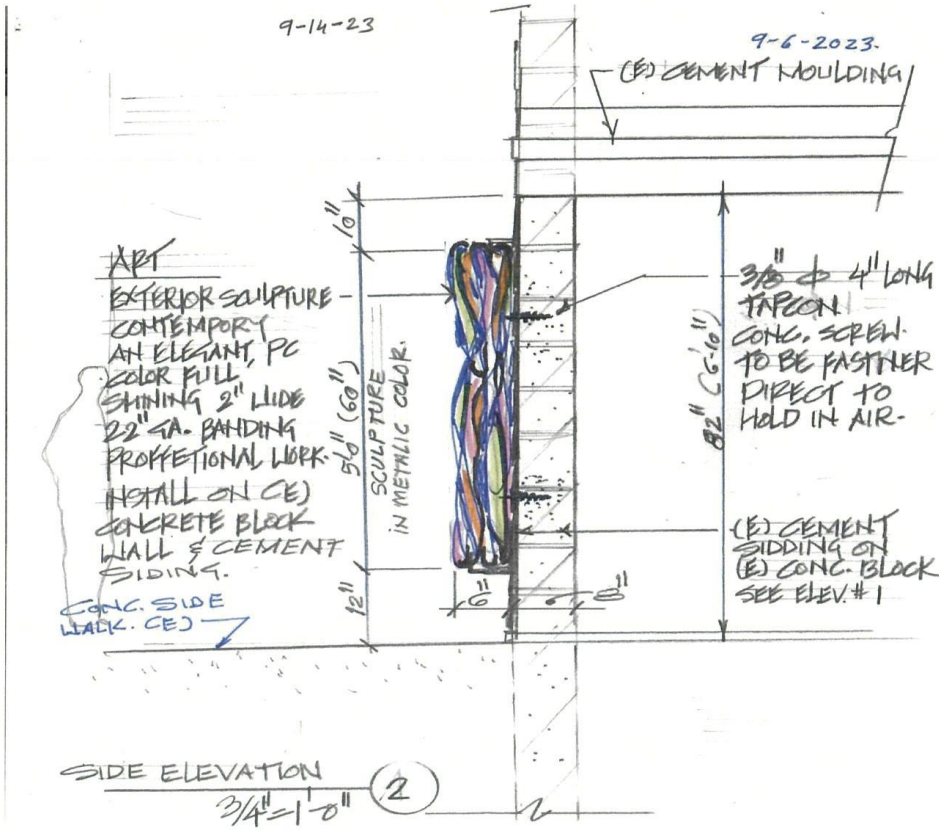 9-14-23
9-6-2023.
(E) CEMENT MOULDING
10"
ART
EXTERIOR SCULPTURE
CONTEMPORY
AN ELEGANT, PC
COLOR FULL,
SHINING 2" WIDE
22" GA. BANDING
PROFFETIONAL WORK.
INSTALL ON (E)
CONCRETE BLOCK
WALL & CEMENT
SIDING.
CONC. SIDE
WALK. (E)
5'0" (60")
SCULPTURE
IN METALIC COLOR.
12"
6"
8"
82" (6'-10")
3/8" ⌀ 4" LONG
TAPCON
CONC. SCREW.
TO BE FASTNER
DIRECT TO
HOLD IN AIR-
(E) CEMENT
SIDDING ON
(E) CONC. BLOCK
SEE ELEV. #1
SIDE ELEVATION
2
3/4"=1'-0"